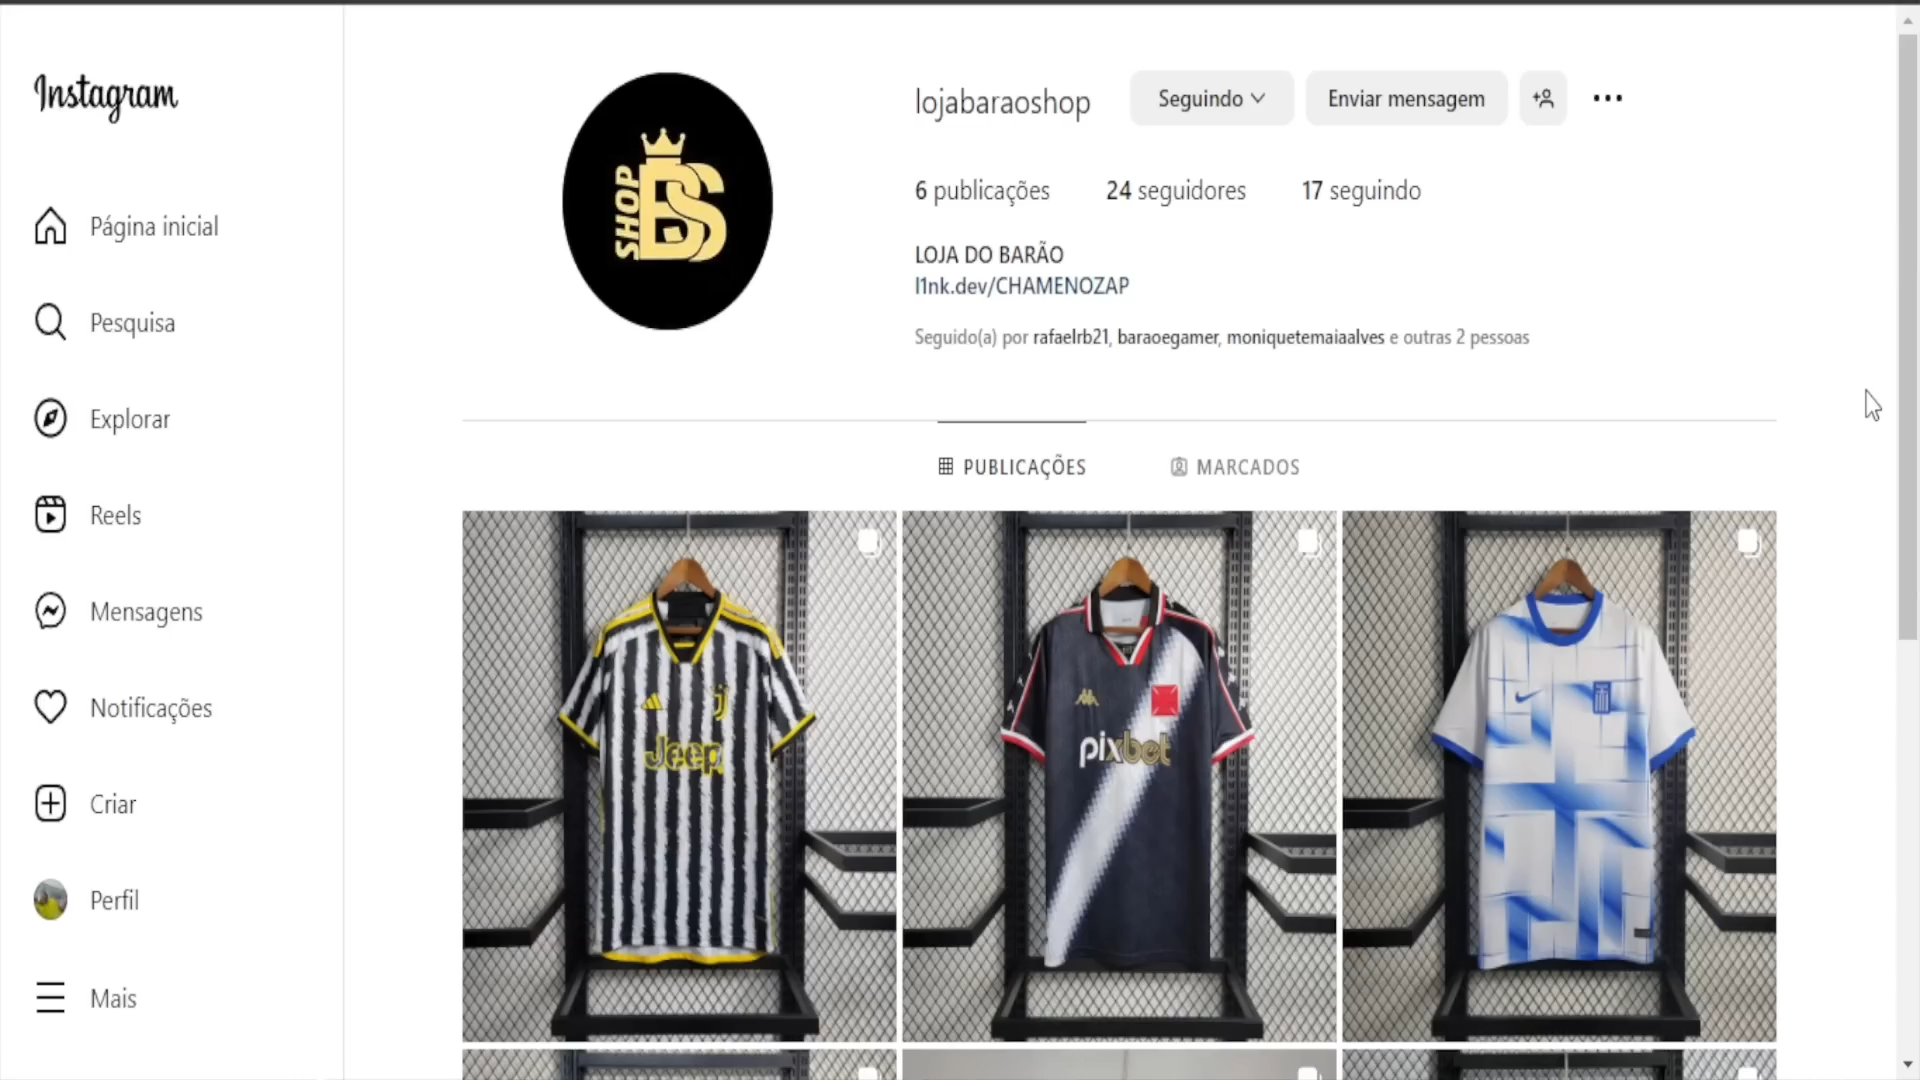 Instagram
Página inicial
Pesquisa
Explorar
Reels
Mensagens
Notificações
Criar
Perfil
Mais
SHOP
BS
lojabaraoshop
Seguindo
Enviar mensagem
6 publicações 24 seguidores 17 seguindo
LOJA DO BARÃO
l1nk.dev/CHAMENOZAP
Seguido(a) por rafaelrb21, baraoegamer, moniquetemaiaalves e outras 2 pessoas
PUBLICAÇÕES MARCADOS
Jeep
pixbet